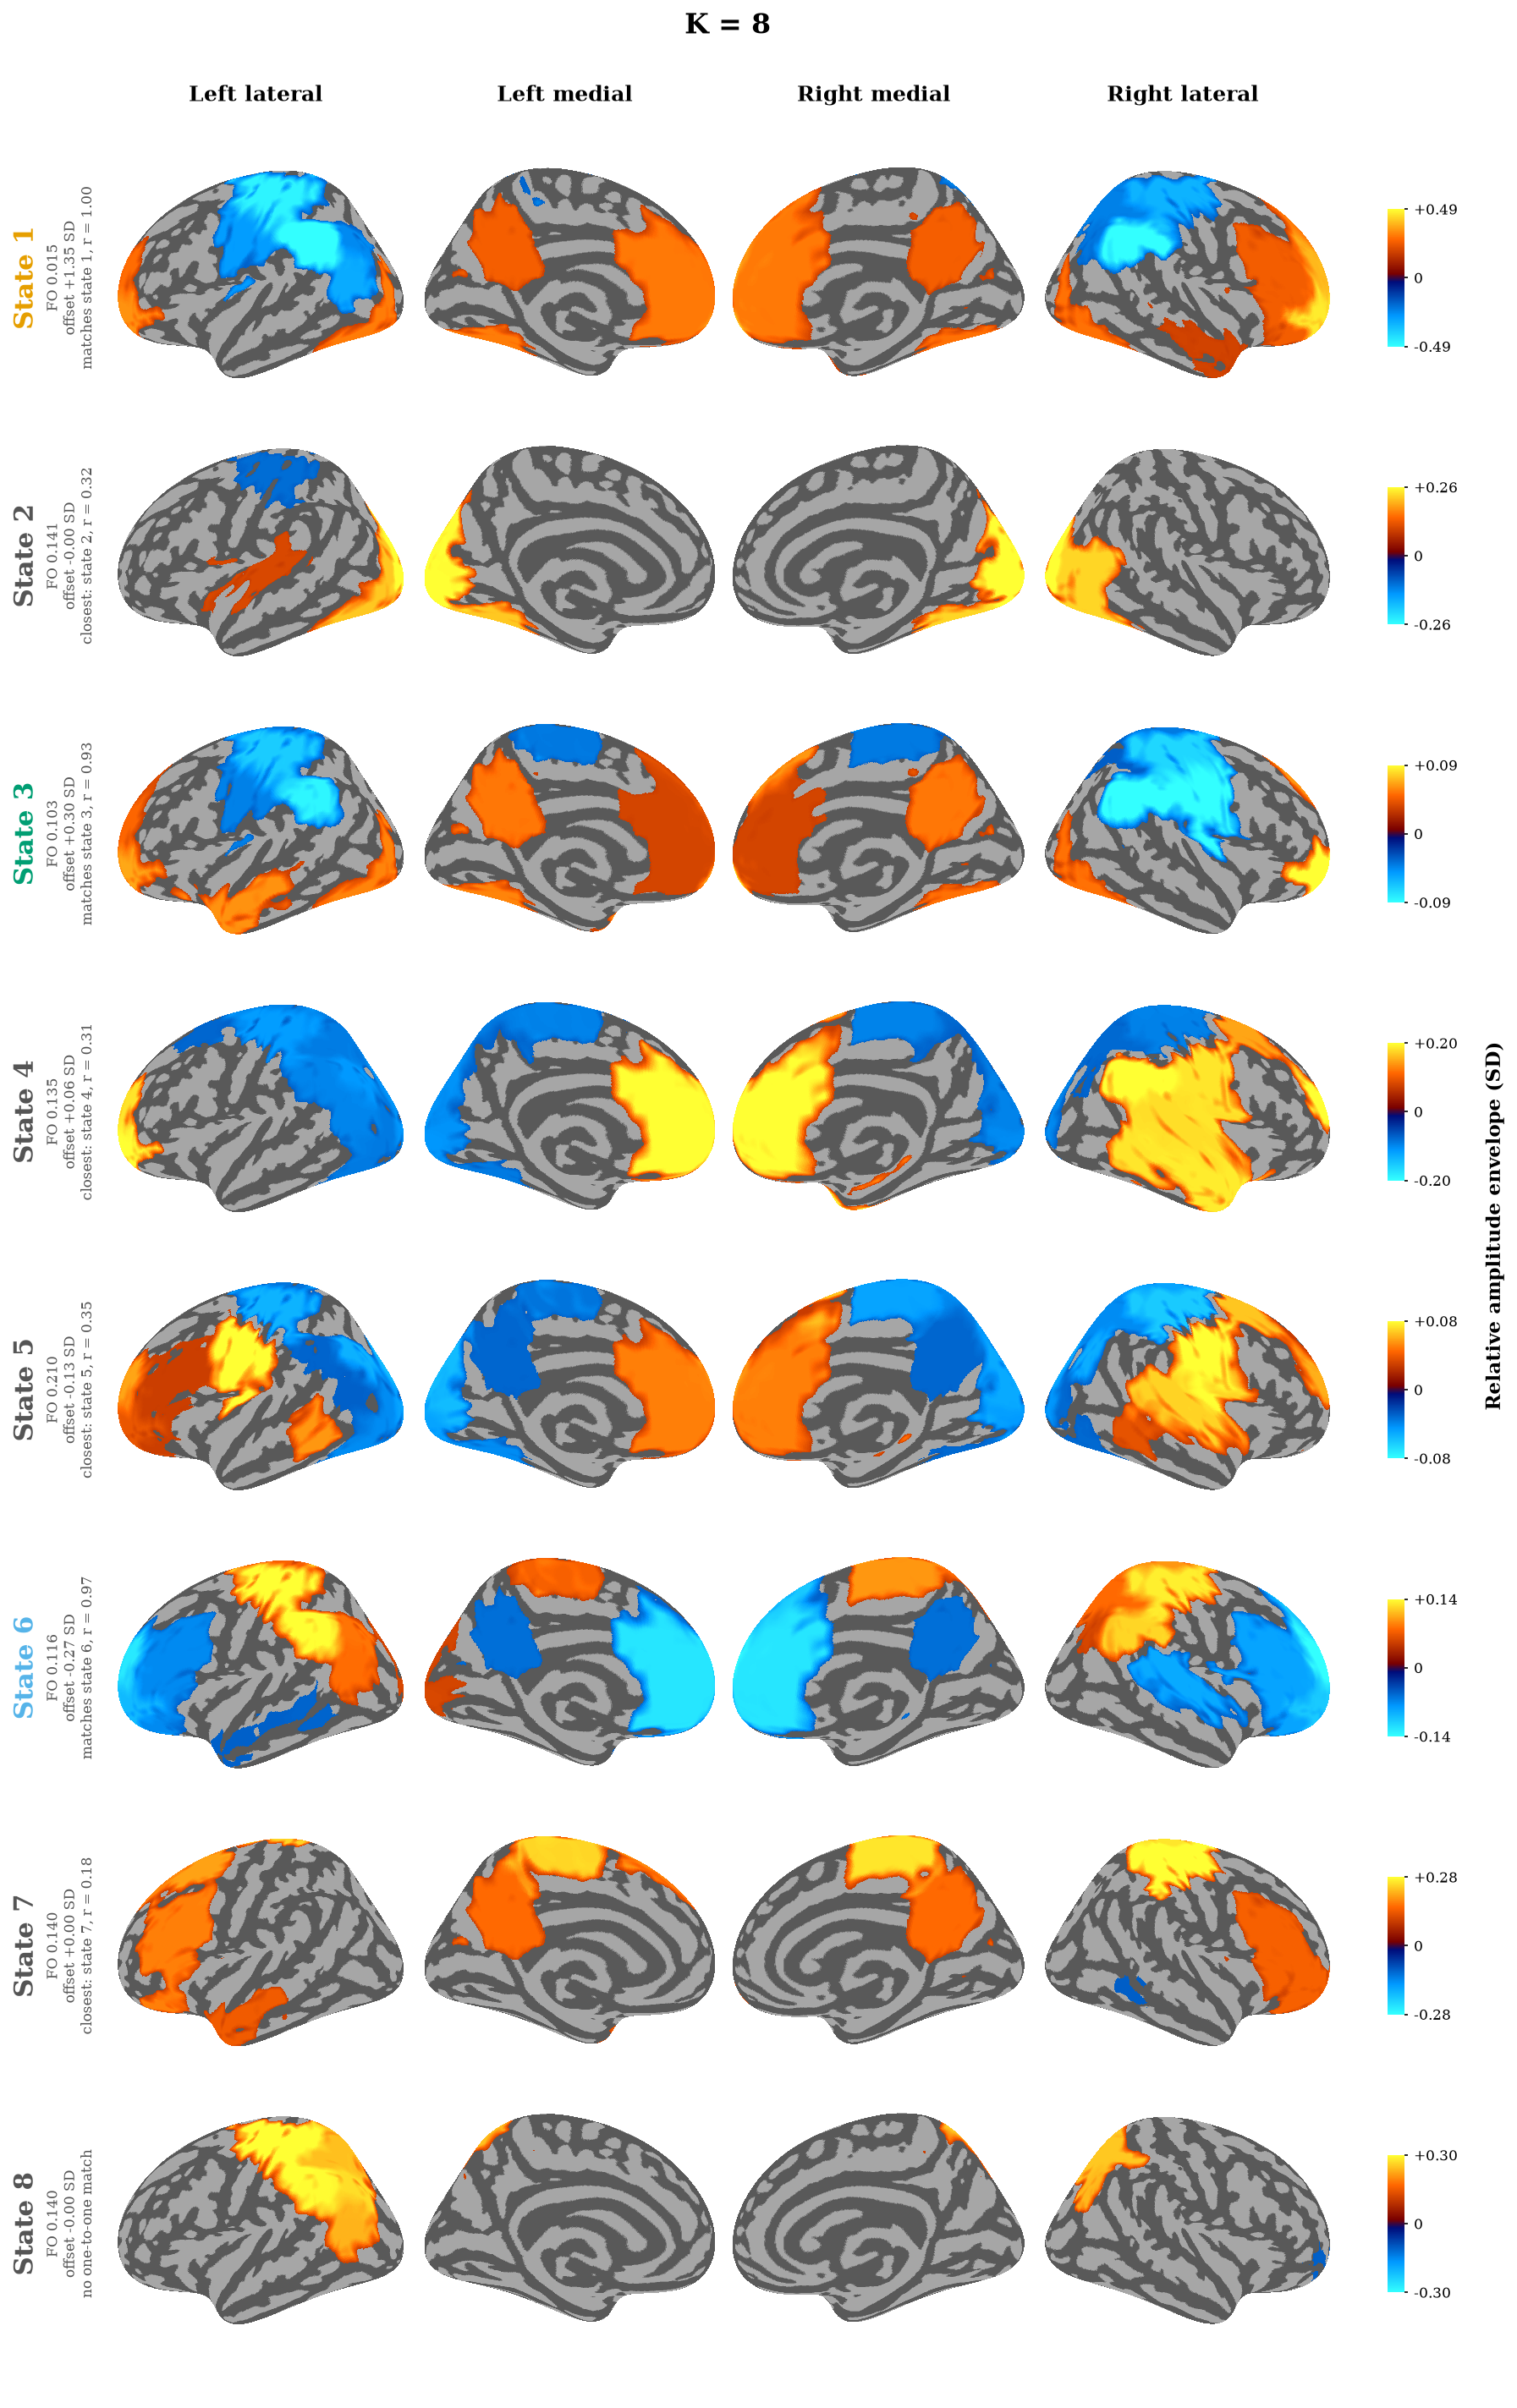 K = 8
Left lateral
Left medial
Right medial
Right lateral
State 1
FO 0.015
offset +1.35 SD
matches state 1, r = 1.00
+0.49
0
-0.49
State 2
FO 0.141
offset -0.00 SD
closest: state 2, r = 0.32
+0.26
0
-0.26
State 3
FO 0.103
offset +0.30 SD
matches state 3, r = 0.93
+0.09
0
-0.09
State 4
FO 0.135
offset +0.06 SD
closest: state 4, r = 0.31
+0.20
0
-0.20
Relative amplitude envelope (SD)
State 5
FO 0.210
offset -0.13 SD
closest: state 5, r = 0.35
+0.08
0
-0.08
State 6
FO 0.116
offset -0.27 SD
matches state 6, r = 0.97
+0.14
0
-0.14
State 7
FO 0.140
offset +0.00 SD
closest: state 7, r = 0.18
+0.28
0
-0.28
State 8
FO 0.140
offset -0.00 SD
no one-to-one match
+0.30
0
-0.30